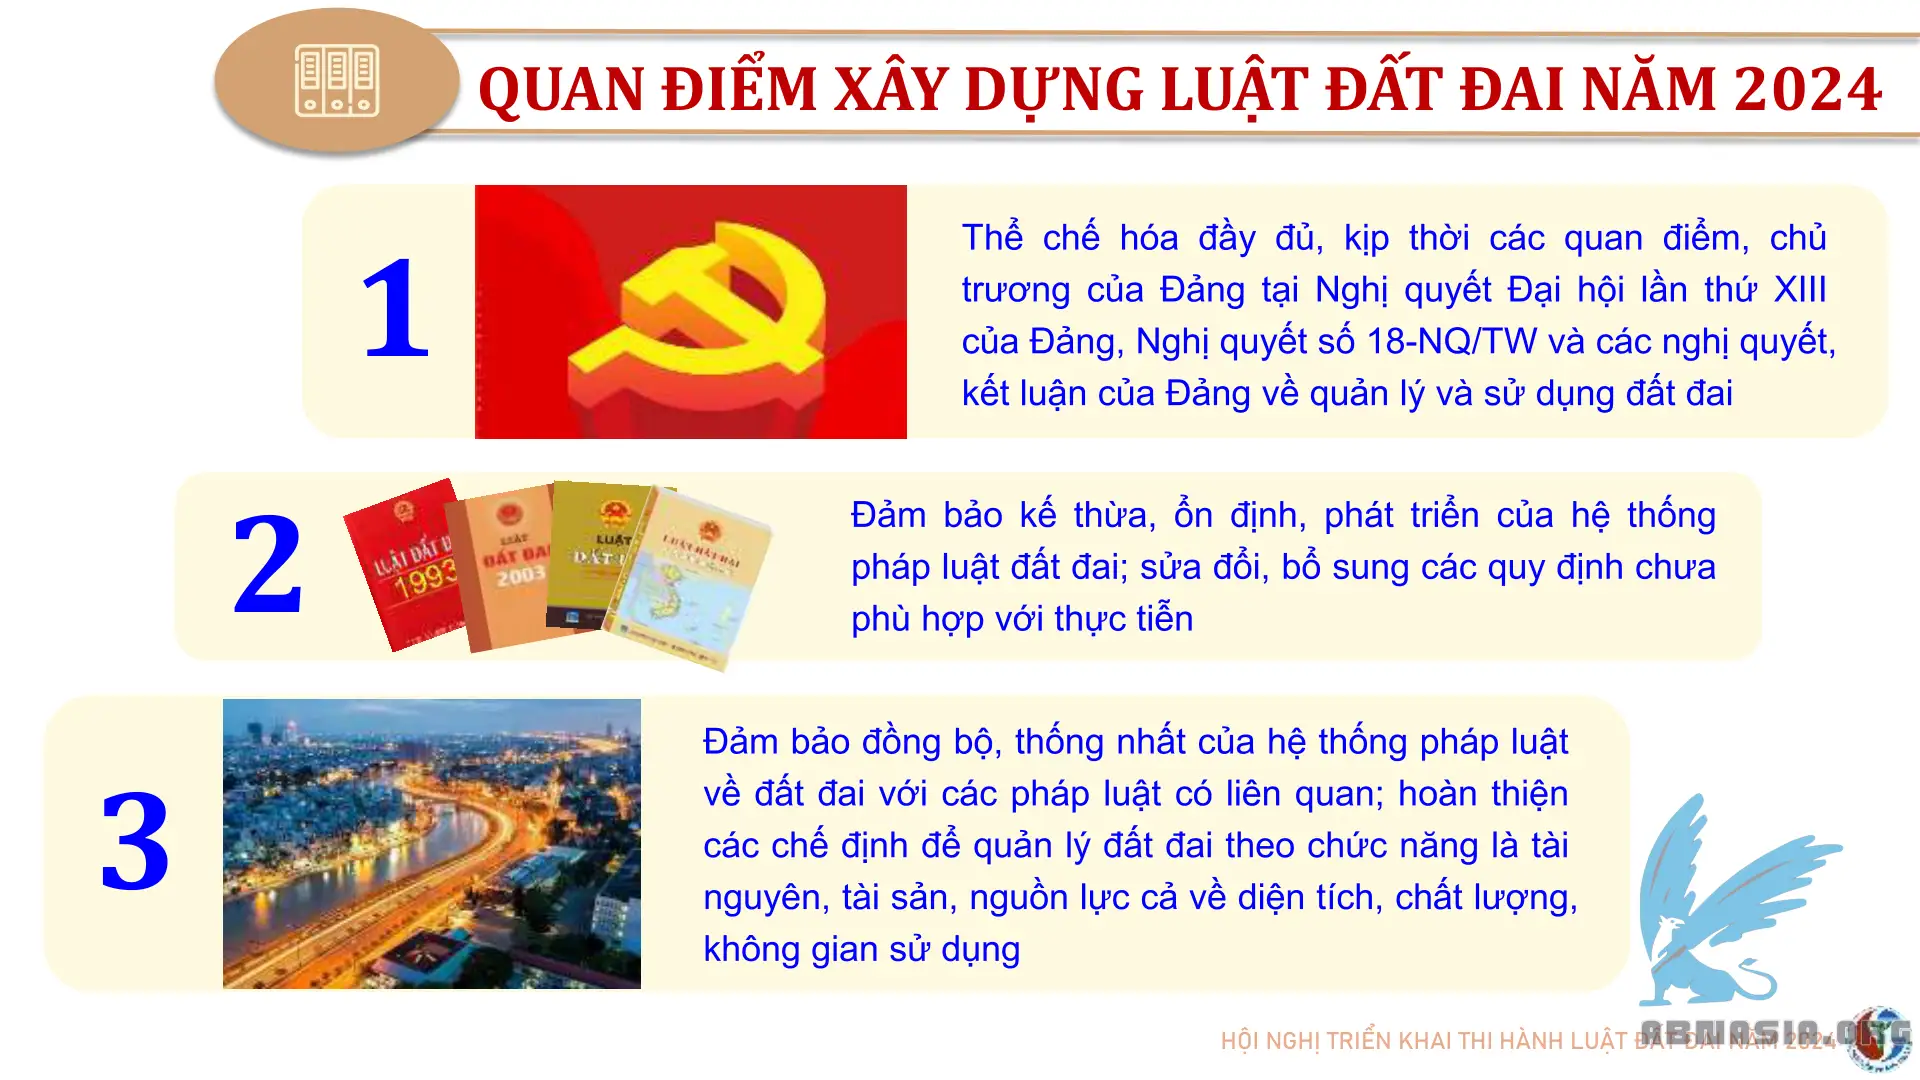 QUAN ĐIỂM XÂY DỰNG LUẬT ĐẤT ĐAI NĂM 2024
1
Thể chế hóa đầy đủ, kịp thời các quan điểm, chủ
trương của Đảng tại Nghị quyết Đại hội lần thứ XIII
của Đảng, Nghị quyết số 18-NQ/TW và các nghị quyết,
kết luận của Đảng về quản lý và sử dụng đất đai
2
LUẬT ĐẤT
1993
LUẬT
ĐẤT ĐAI
2003
LUẬT
ĐẤT
LUẬT ĐẤT ĐAI
Đảm bảo kế thừa, ổn định, phát triển của hệ thống
pháp luật đất đai; sửa đổi, bổ sung các quy định chưa
phù hợp với thực tiễn
3
Đảm bảo đồng bộ, thống nhất của hệ thống pháp luật
về đất đai với các pháp luật có liên quan; hoàn thiện
các chế định để quản lý đất đai theo chức năng là tài
nguyên, tài sản, nguồn lực cả về diện tích, chất lượng,
không gian sử dụng
HỘI NGHỊ TRIỂN KHAI THI HÀNH LUẬT ĐẤT ĐAI NĂM 2024
ABMASIA.ORG